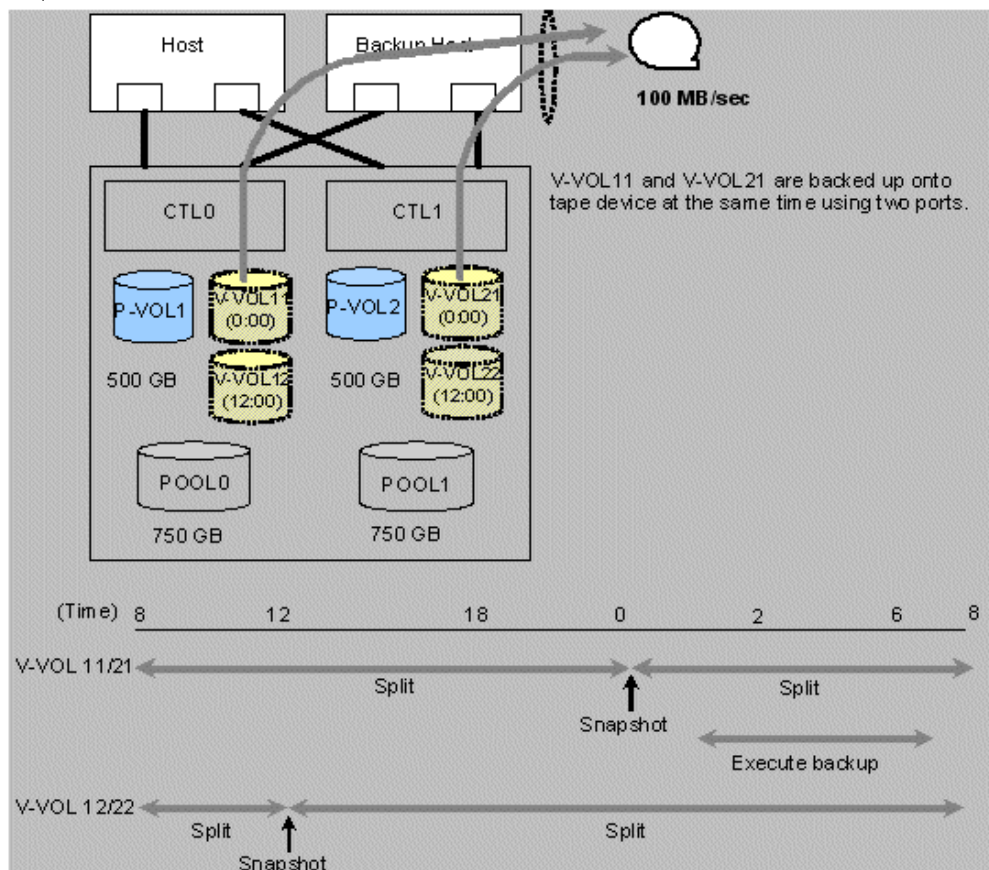 Host
Backup Host
100 MB/sec
V-VOL11 and V-VOL21 are backed up onto
tape device at the same time using two ports.
CTL0
CTL1
P-VOL1
V-VOL11
(0:00)
P-VOL2
V-VOL21
(0:00)
500 GB
V-VOL12
(12:00)
500 GB
V-VOL22
(12:00)
POOL0
POOL1
750 GB
750 GB
(Time) 8 12 18 0 2 6 8
V-VOL 11/21
Split
Split
Snapshot
Execute backup
V-VOL 12/22
Split
Split
Snapshot